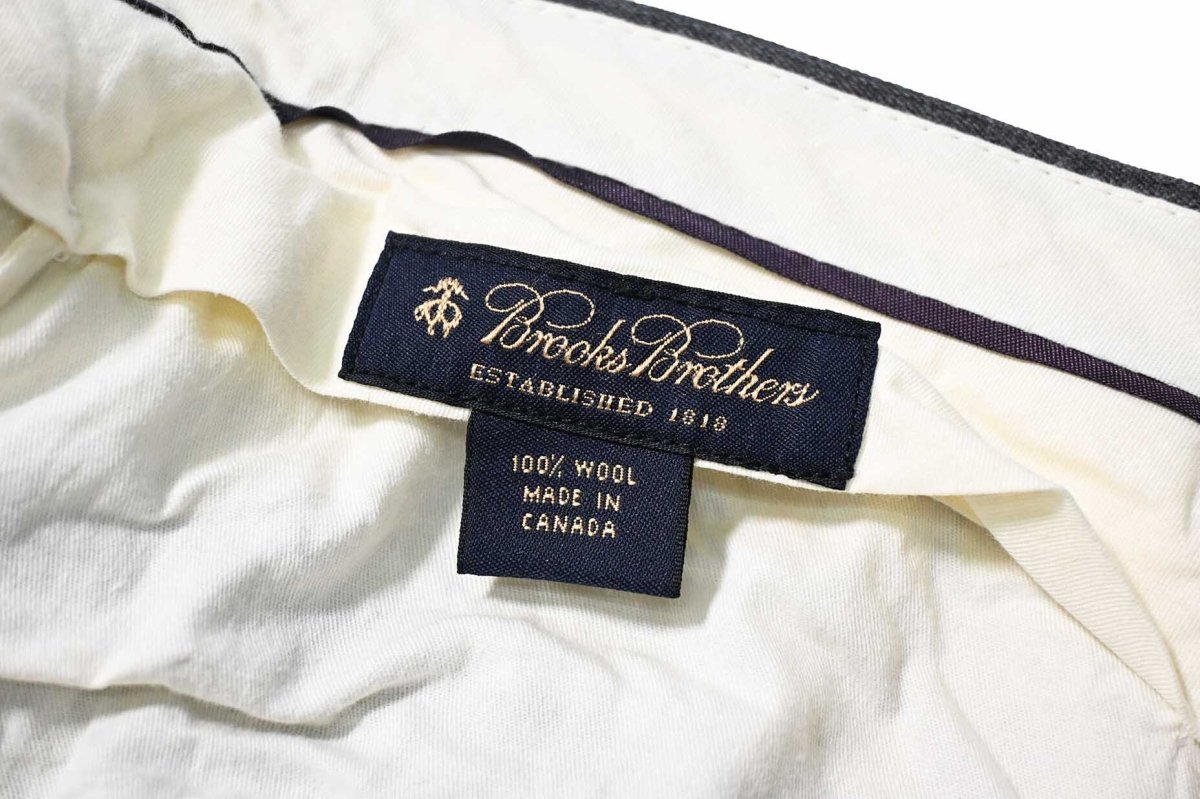 Brooks Brothers
ESTABLISHED 1818
100% WOOL
MADE IN
CANADA